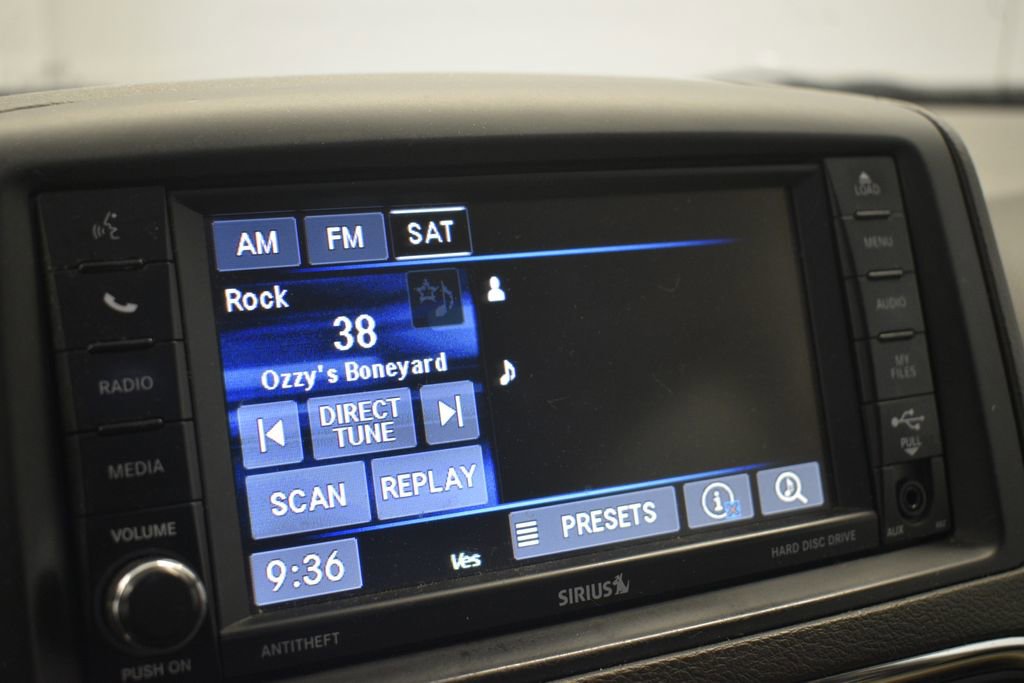 AM FM SAT
Rock
38
Ozzy's Boneyard
DIRECT
TUNE
SCAN REPLAY
PRESETS
9:36
Ves
RADIO
MEDIA
VOLUME
PUSH ON
ANTITHEFT
SIRIUS
HARD DISC DRIVE
LOAD
MENU
AUDIO
MY
FILES
PULL
AUX